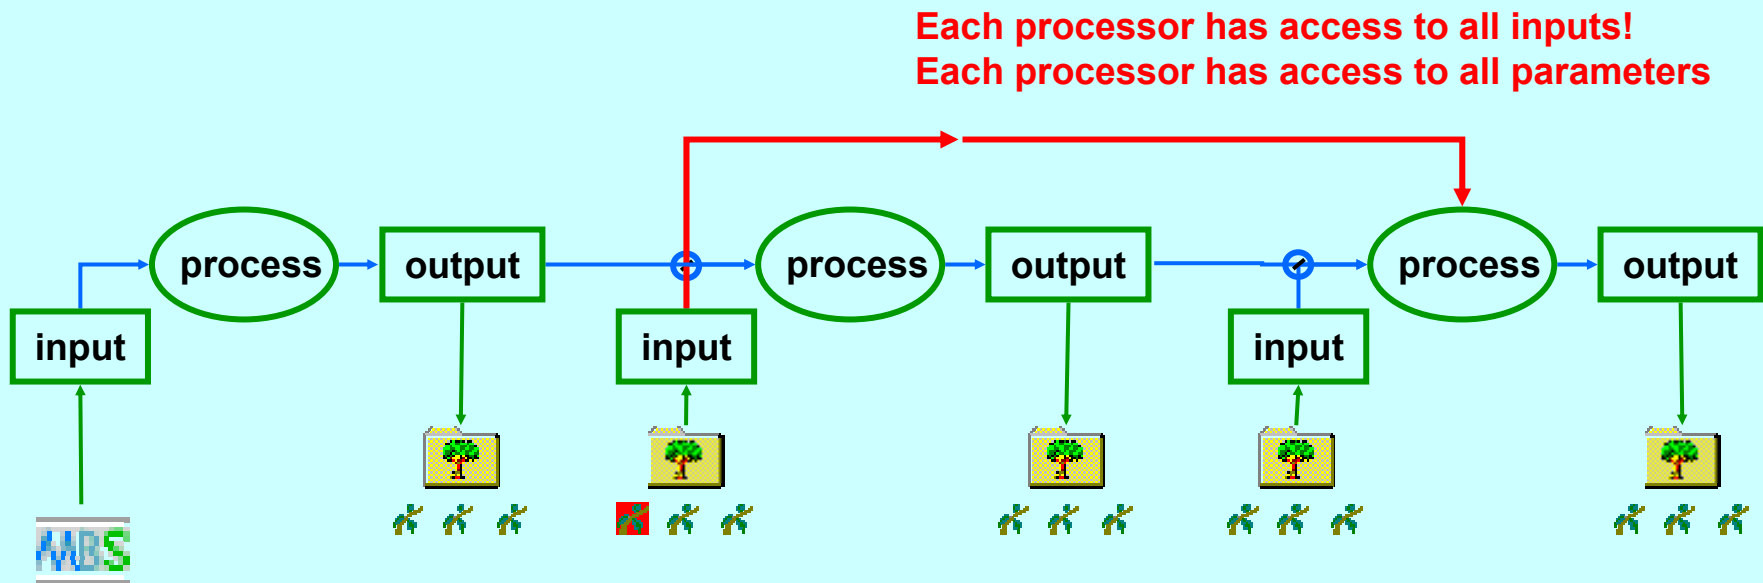 Each processor has access to all inputs!
Each processor has access to all parameters
process
output
process
output
process
output
input
input
input
MBS